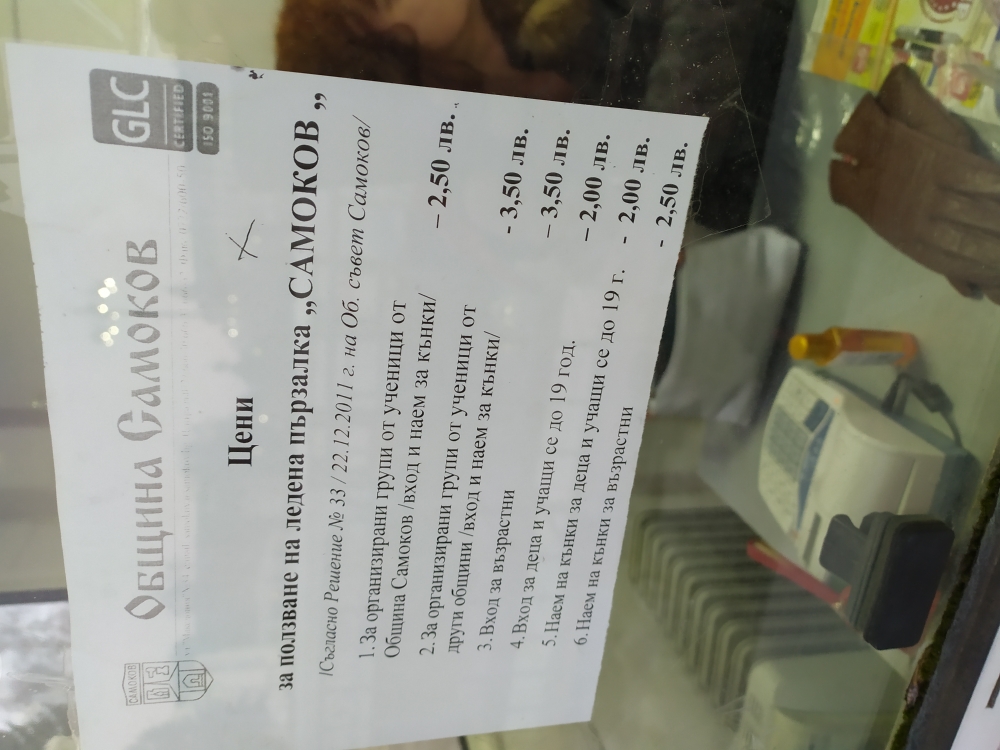 САМОКОВ
ОБЩИНА САМОКОВ
GLC
CERTIFIED
ISO 9001
Цени
за ползване на ледена пързалка „САМОКОВ „
/Съгласно Решение № 33 / 22.12.2011 г. на Об. съвет Самоков/
1. За организирани групи от ученици от
Община Самоков /вход и наем за кънки/ – 2,50 лв.
2. За организирани групи от ученици от
други общини /вход и наем за кънки/ - 3,50 лв.
3. Вход за възрастни – 3,50 лв.
4. Вход за деца и учащи се до 19 год. – 2,00 лв.
5. Наем на кънки за деца и учащи се до 19 г. - 2,00 лв.
6. Наем на кънки за възрастни - 2,50 лв.